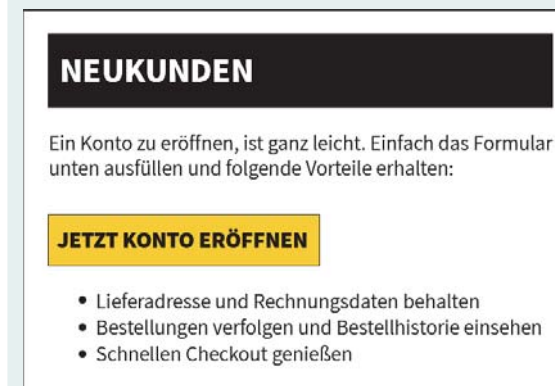 NEUKUNDEN
Ein Konto zu eröffnen, ist ganz leicht. Einfach das Formular
unten ausfüllen und folgende Vorteile erhalten:
JETZT KONTO ERÖFFNEN
• Lieferadresse und Rechnungsdaten behalten
• Bestellungen verfolgen und Bestellhistorie einsehen
• Schnellen Checkout genießen